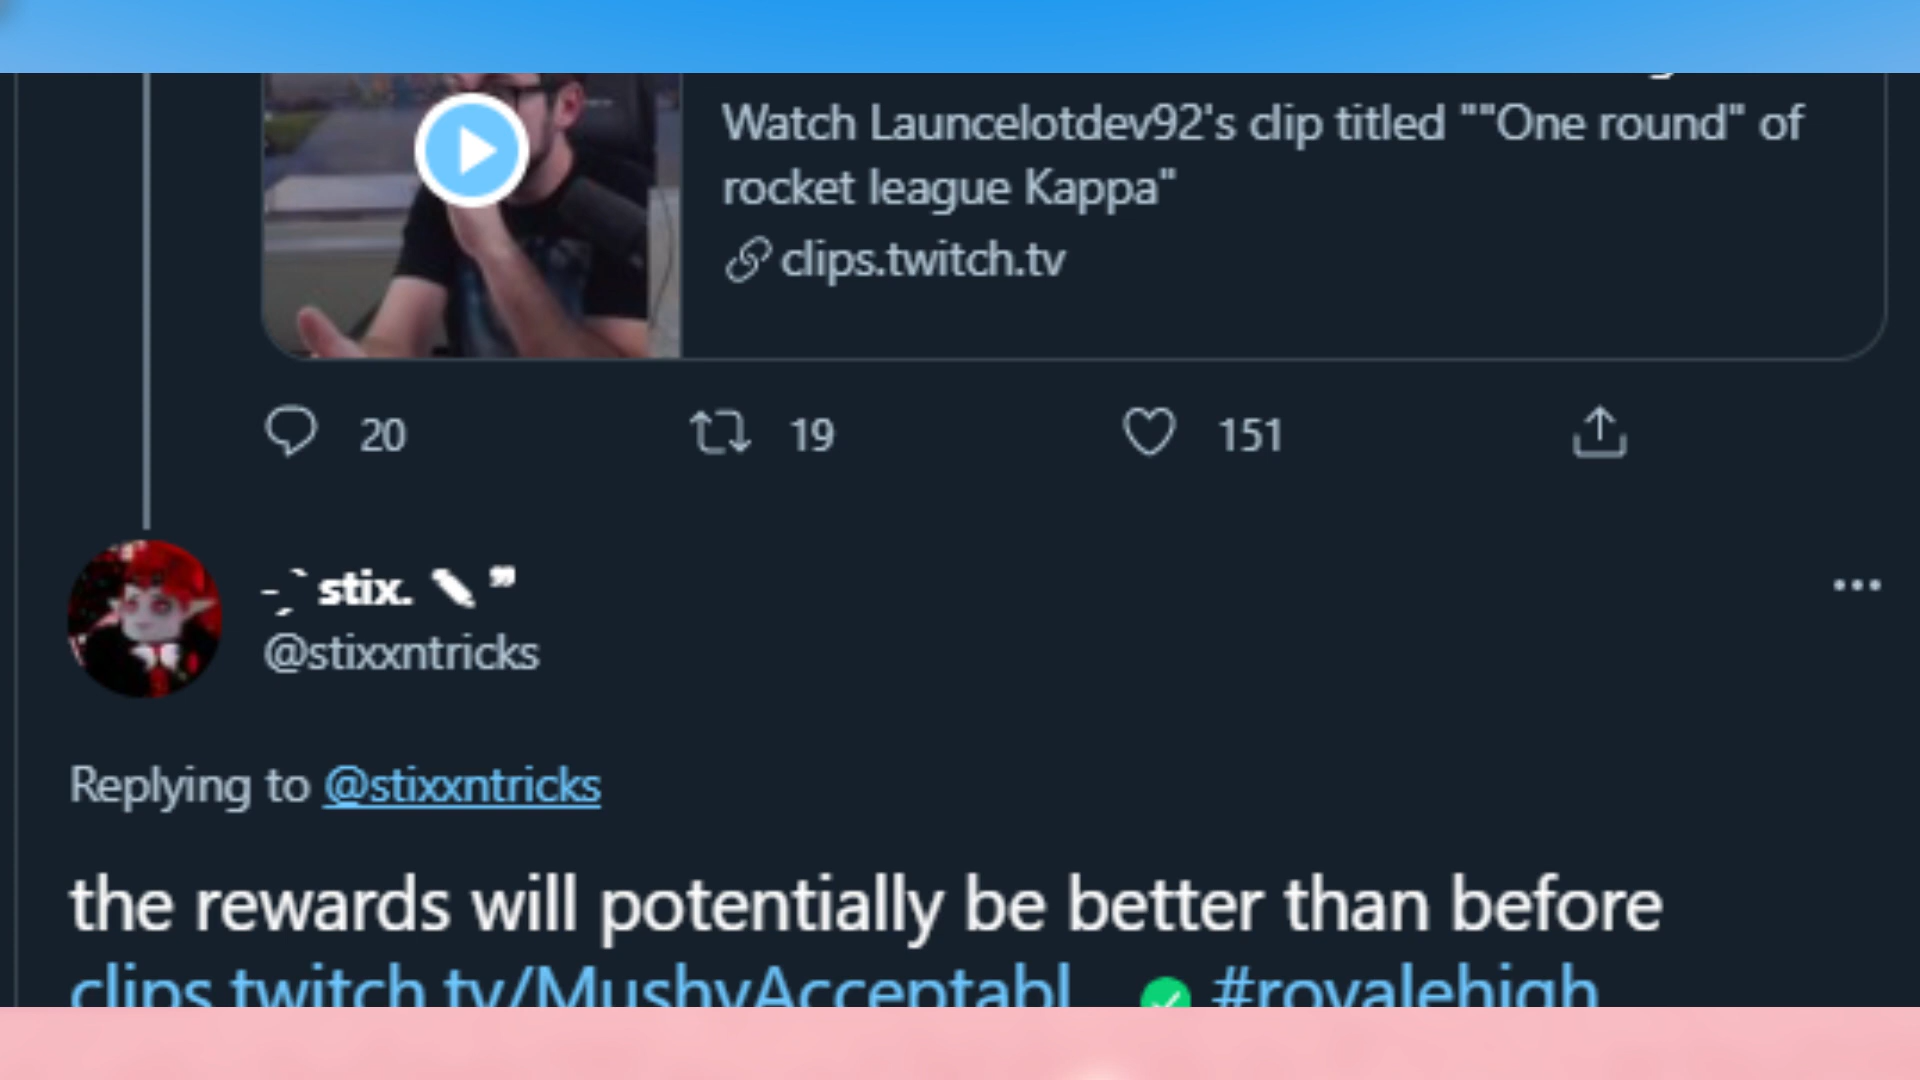 Watch Launcelotdev92's clip titled ""One round" of
rocket league Kappa"
clips.twitch.tv
20 19 151
-ˏˋ stix. ✎ ❞
@stixxntricks
Replying to @stixxntricks
the rewards will potentially be better than before
clips.twitch.tv/MushyAcceptabl... #royalehigh